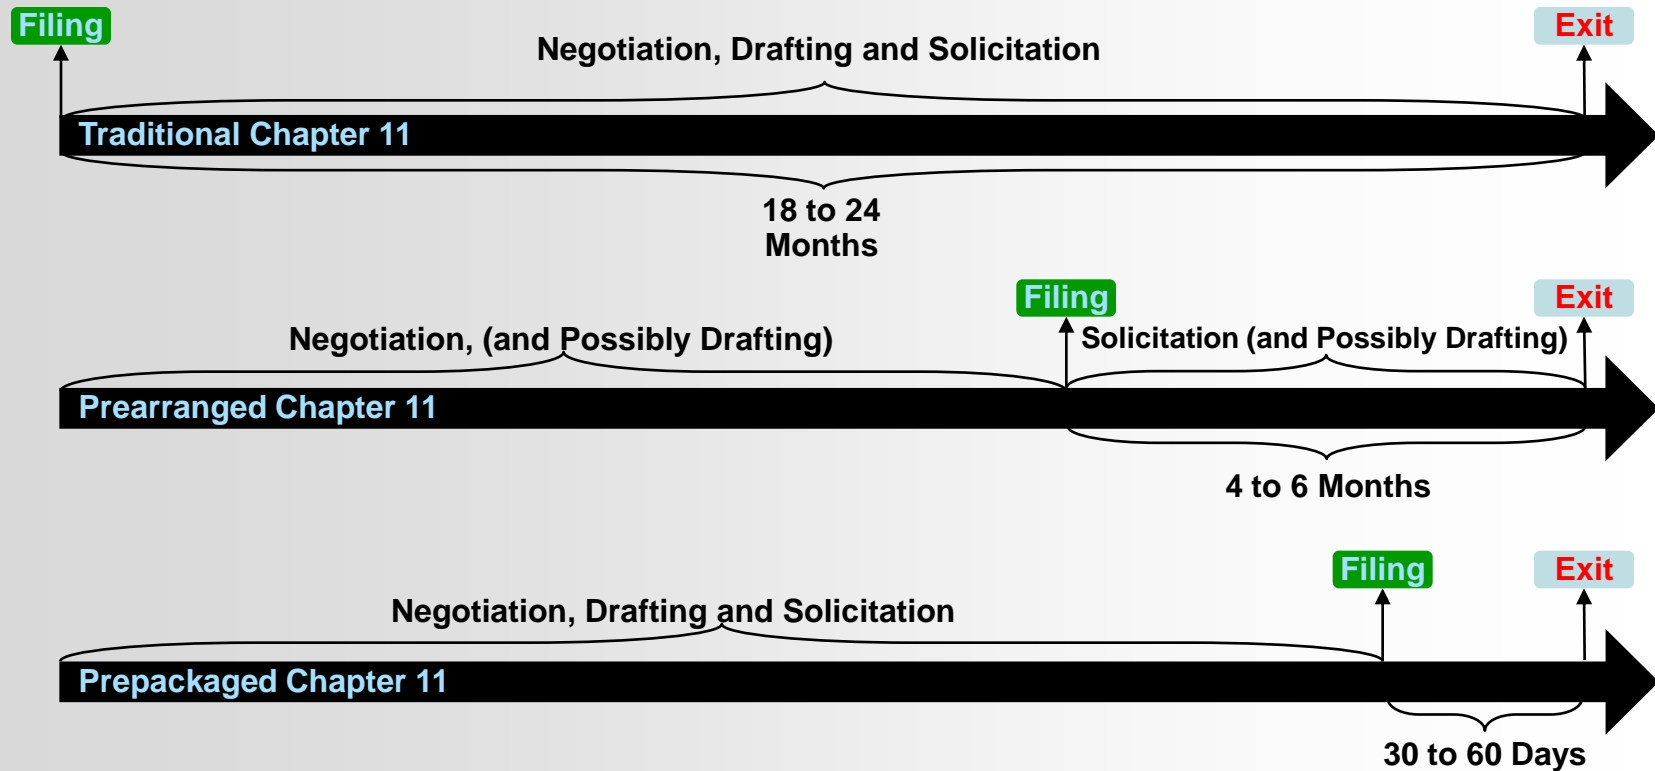 Filing
Exit
Negotiation, Drafting and Solicitation
Traditional Chapter 11
18 to 24
Months
Filing
Exit
Negotiation, (and Possibly Drafting)
Solicitation (and Possibly Drafting)
Prearranged Chapter 11
4 to 6 Months
Filing
Exit
Negotiation, Drafting and Solicitation
Prepackaged Chapter 11
30 to 60 Days